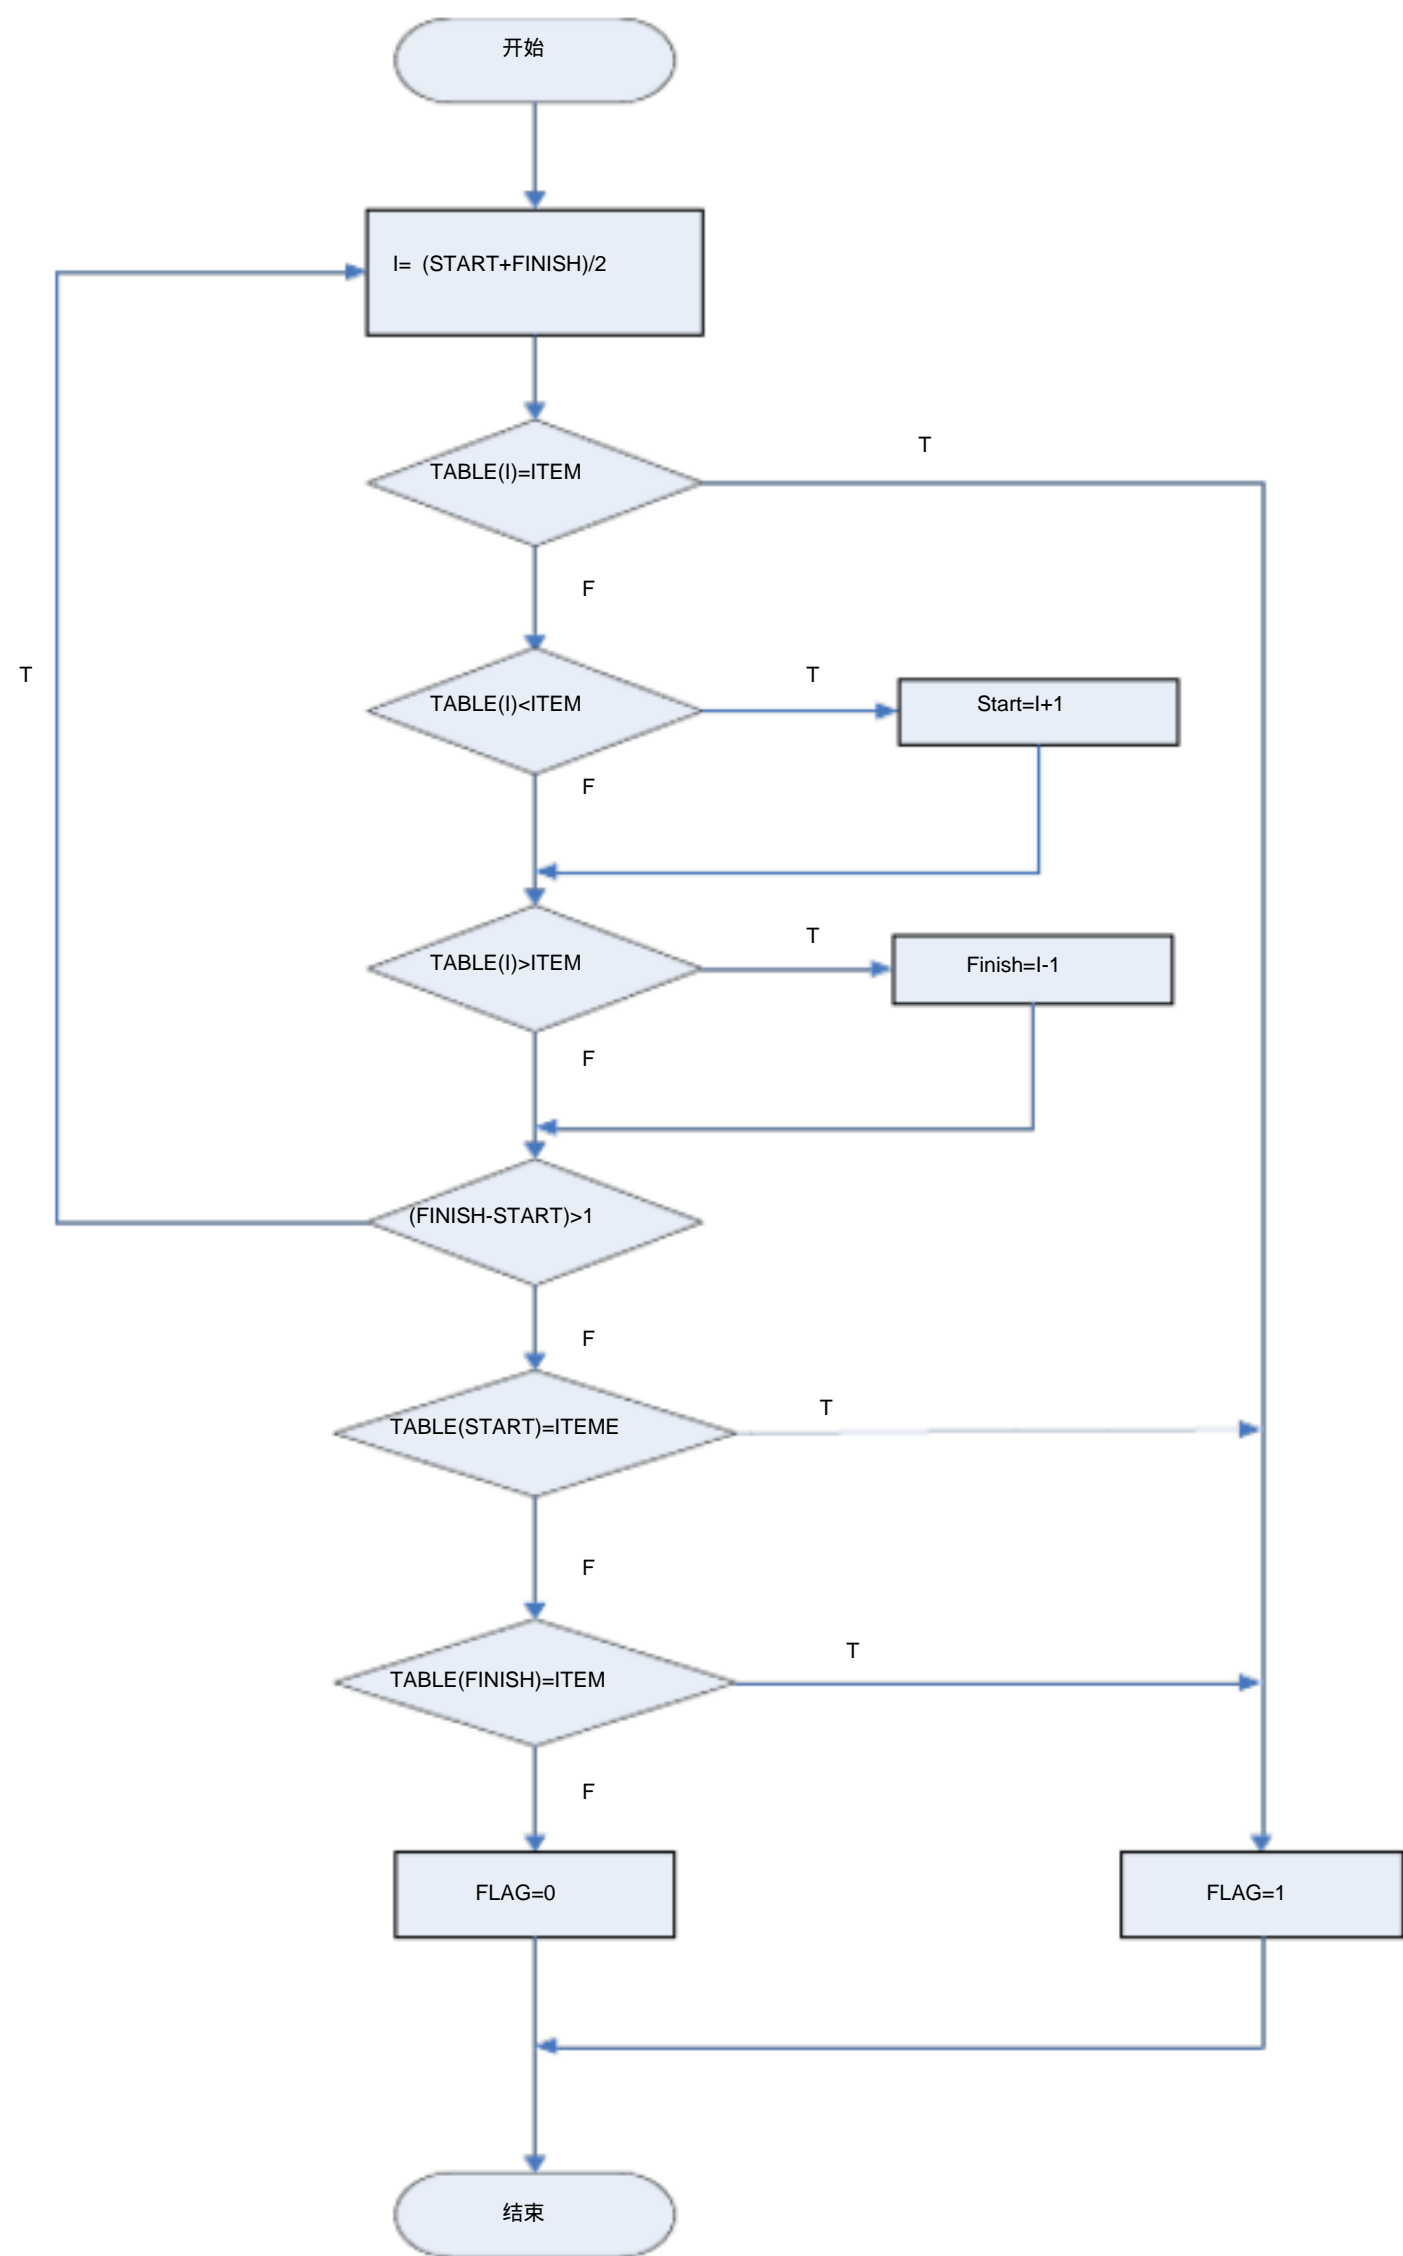 开始
I= (START+FINISH)/2
TABLE(I)=ITEM
T
F
T
TABLE(I)<ITEM
T
Start=I+1
F
TABLE(I)>ITEM
T
Finish=I-1
F
(FINISH-START)>1
F
TABLE(START)=ITEME
T
F
TABLE(FINISH)=ITEM
T
F
FLAG=0
FLAG=1
结束